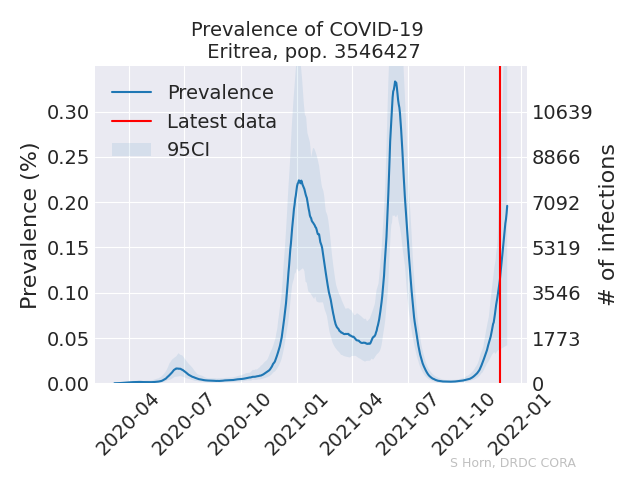 Prevalence of COVID-19
Eritrea, pop. 3546427
Prevalence
Latest data
95CI
Prevalence (%)
0.30
0.25
0.20
0.15
0.10
0.05
0.00
10639
8866
7092
5319
3546
1773
0
# of infections
2020-04
2020-07
2020-10
2021-01
2021-04
2021-07
2021-10
2022-01
S Horn, DRDC CORA